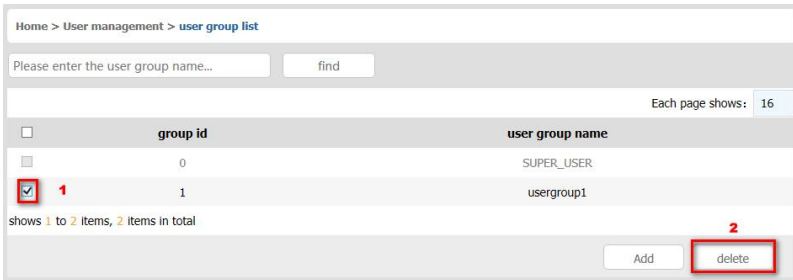 Home > User management > user group list
Please enter the user group name... find
Each page shows: 16
group id user group name
0 SUPER_USER
1 1 usergroup1
shows 1 to 2 items, 2 items in total
2
Add delete